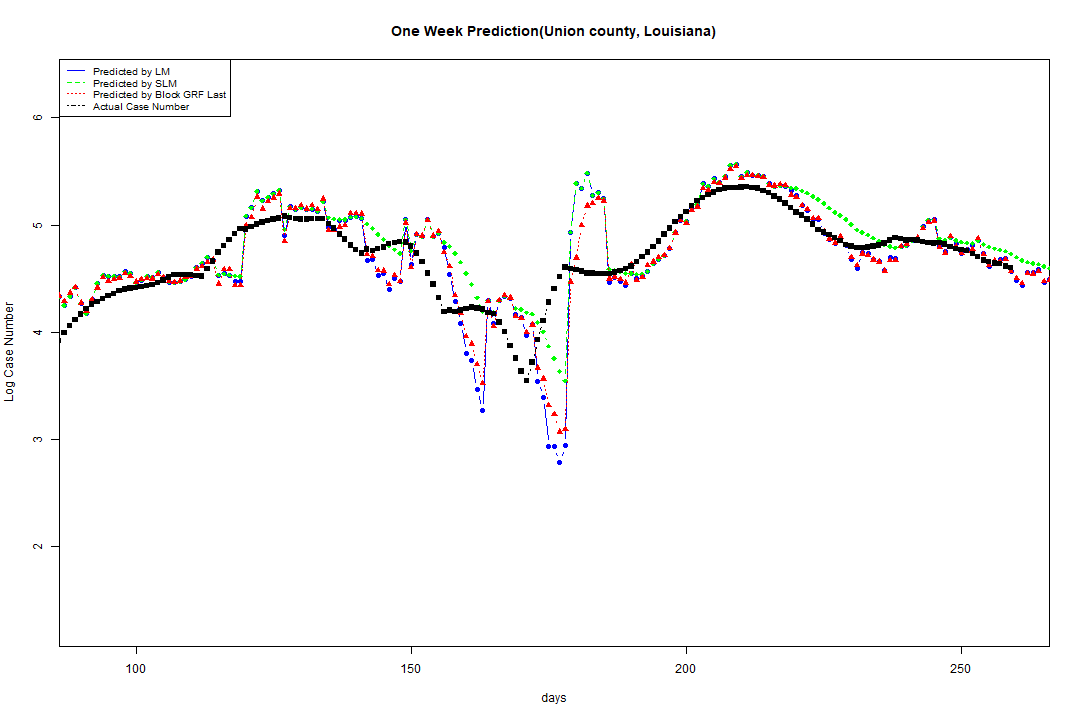 One Week Prediction(Union county, Louisiana)
Predicted by LM
Predicted by SLM
Predicted by Block GRF Last
Actual Case Number
6
5
4
3
2
Log Case Number
100 150 200 250
days